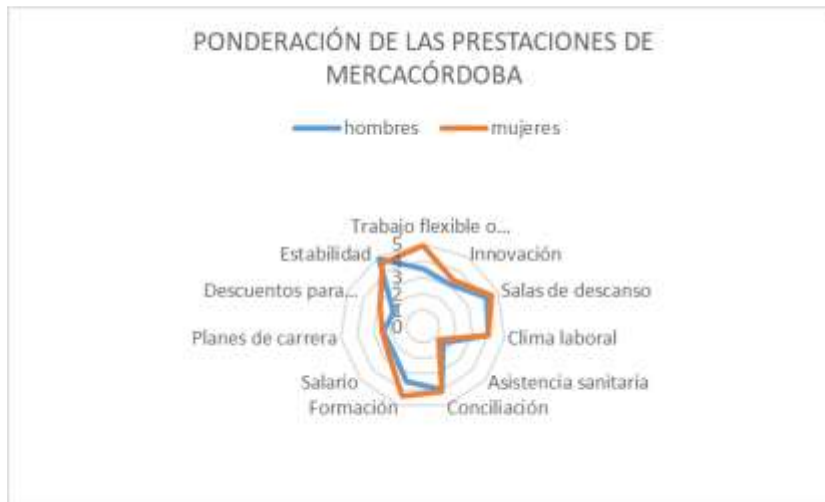 PONDERACIÓN DE LAS PRESTACIONES DE
MERCACÓRDOBA
hombres mujeres
Trabajo flexible o...
Innovación
Salas de descanso
Clima laboral
Asistencia sanitaria
Conciliación
Formación
Salario
Planes de carrera
Descuentos para...
Estabilidad
5
4
3
2
1
0